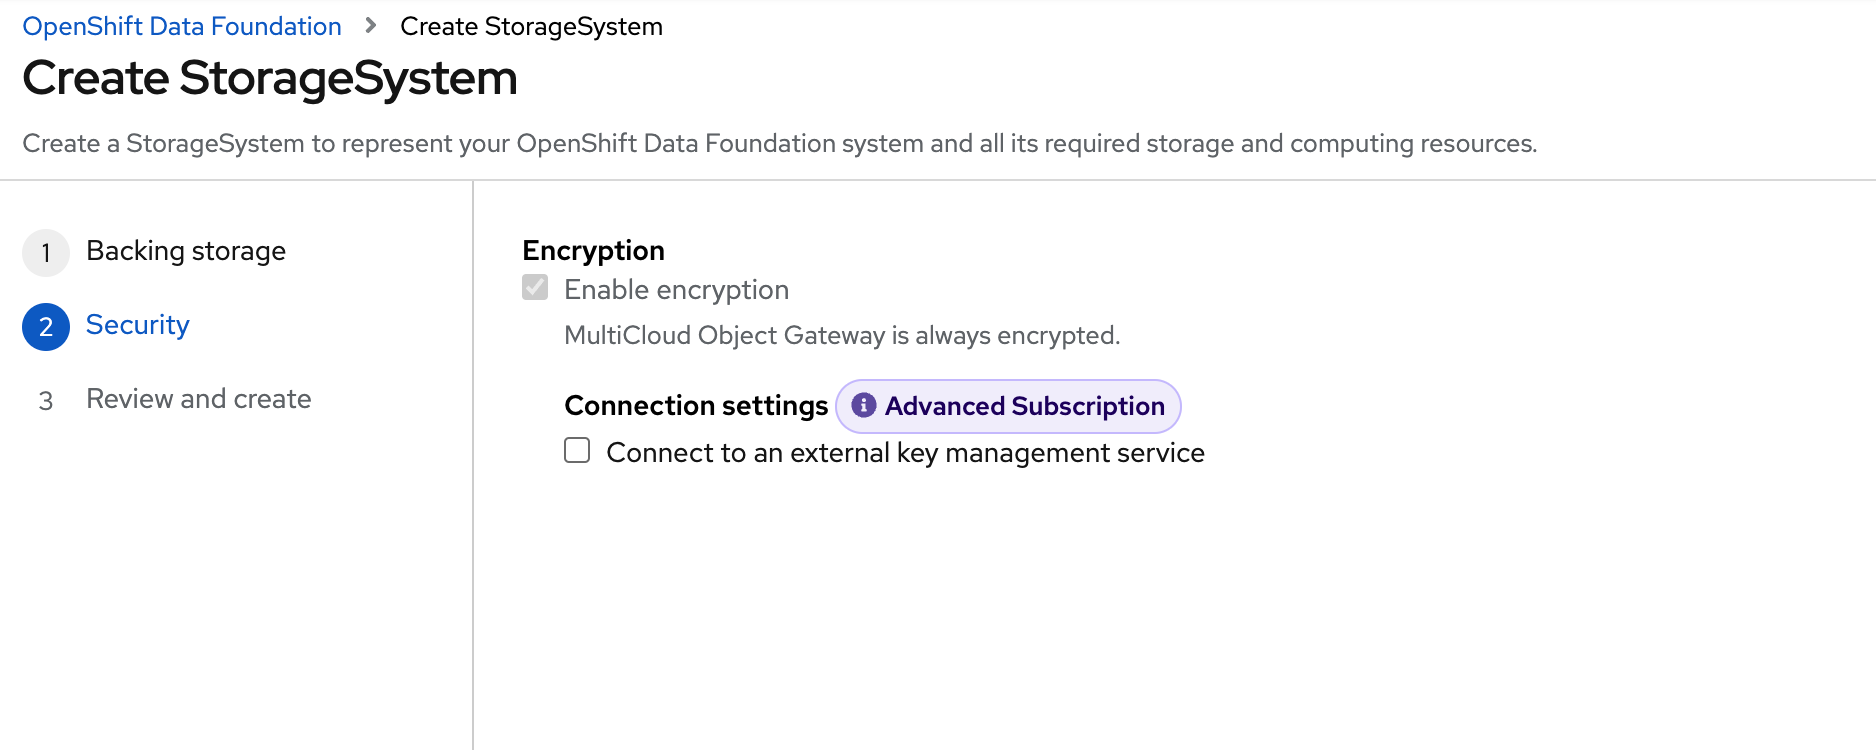 OpenShift Data Foundation > Create StorageSystem
Create StorageSystem
Create a StorageSystem to represent your OpenShift Data Foundation system and all its required storage and computing resources.
1 Backing storage
2 Security
3 Review and create
Encryption
Enable encryption
MultiCloud Object Gateway is always encrypted.
Connection settings Advanced Subscription
Connect to an external key management service